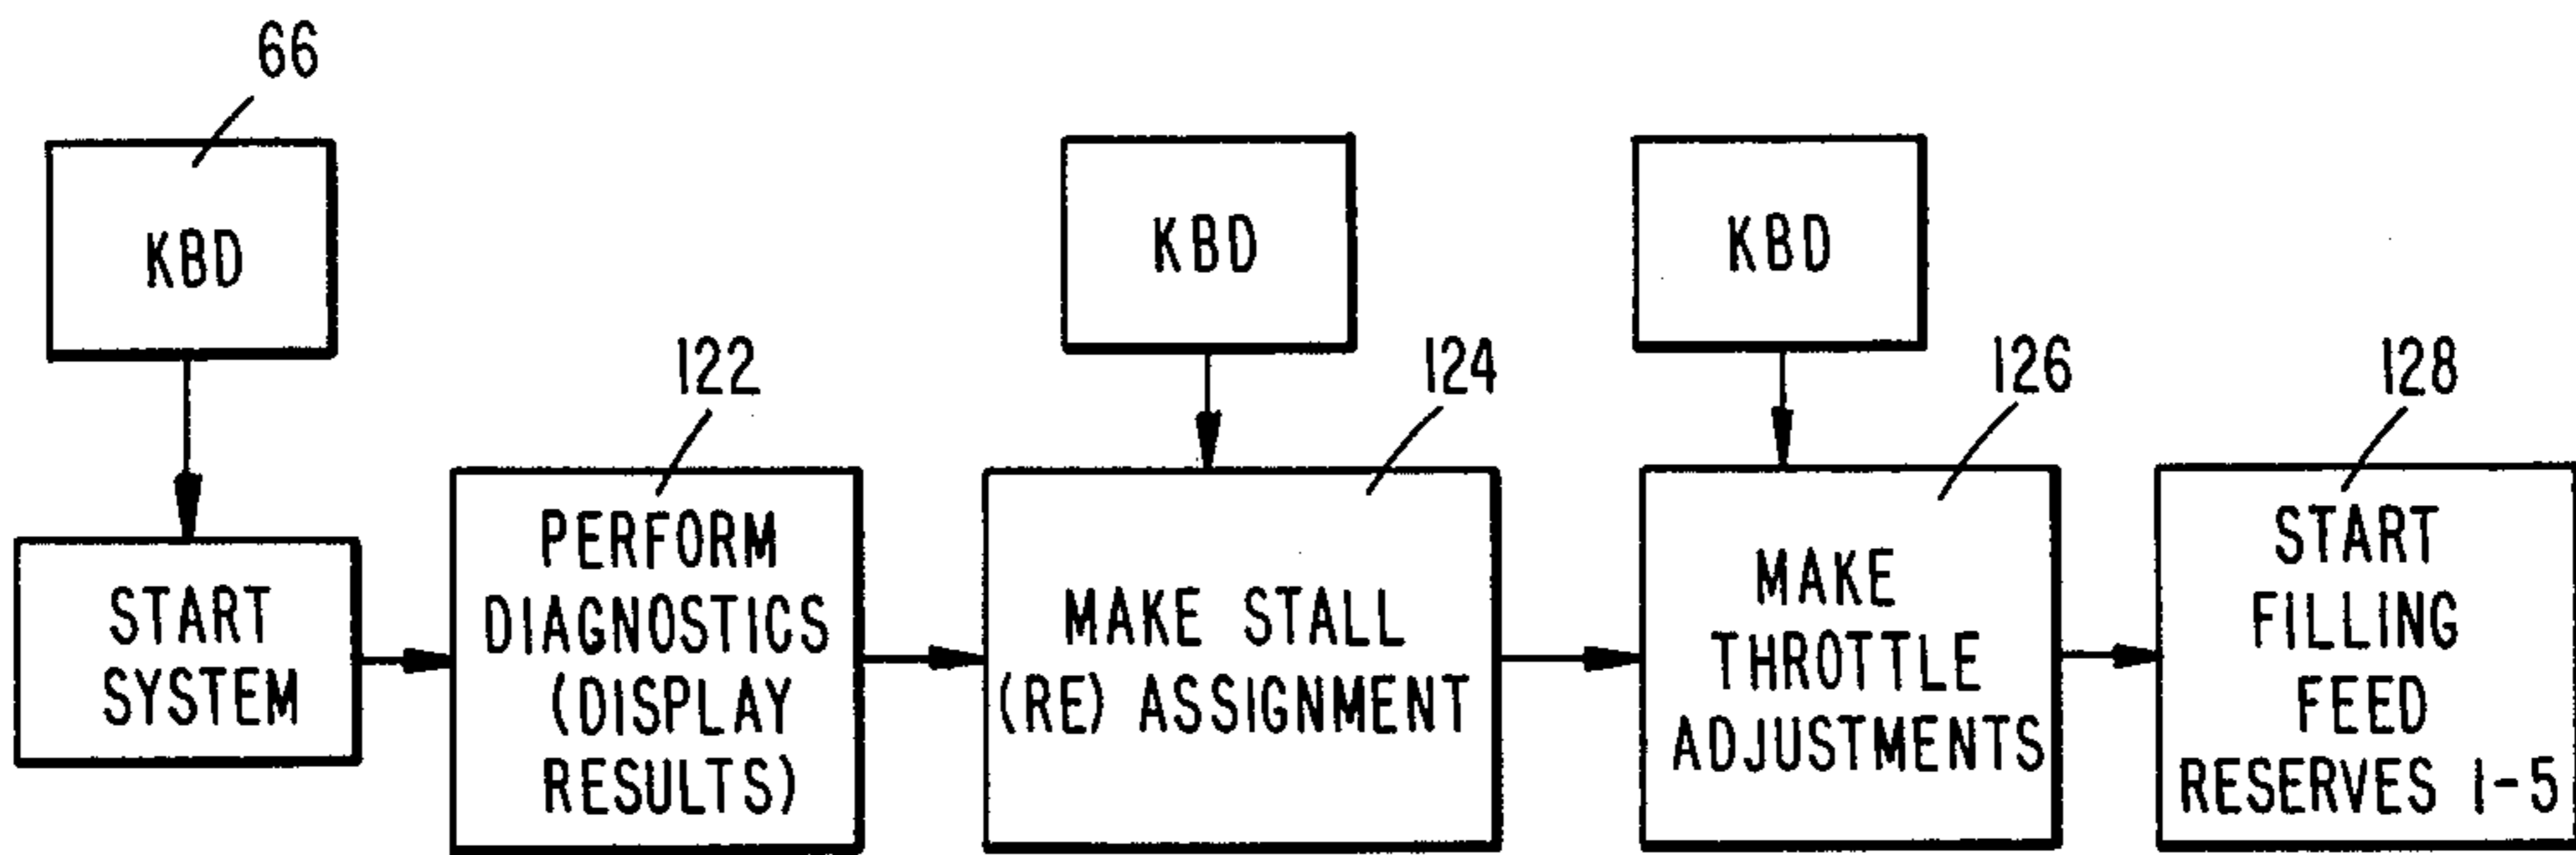 66
KBD
KBD
KBD
122
124
126
128
START
SYSTEM
PERFORM
DIAGNOSTICS
(DISPLAY
RESULTS)
MAKE STALL
(RE) ASSIGNMENT
MAKE
THROTTLE
ADJUSTMENTS
START
FILLING
FEED
RESERVES 1-5